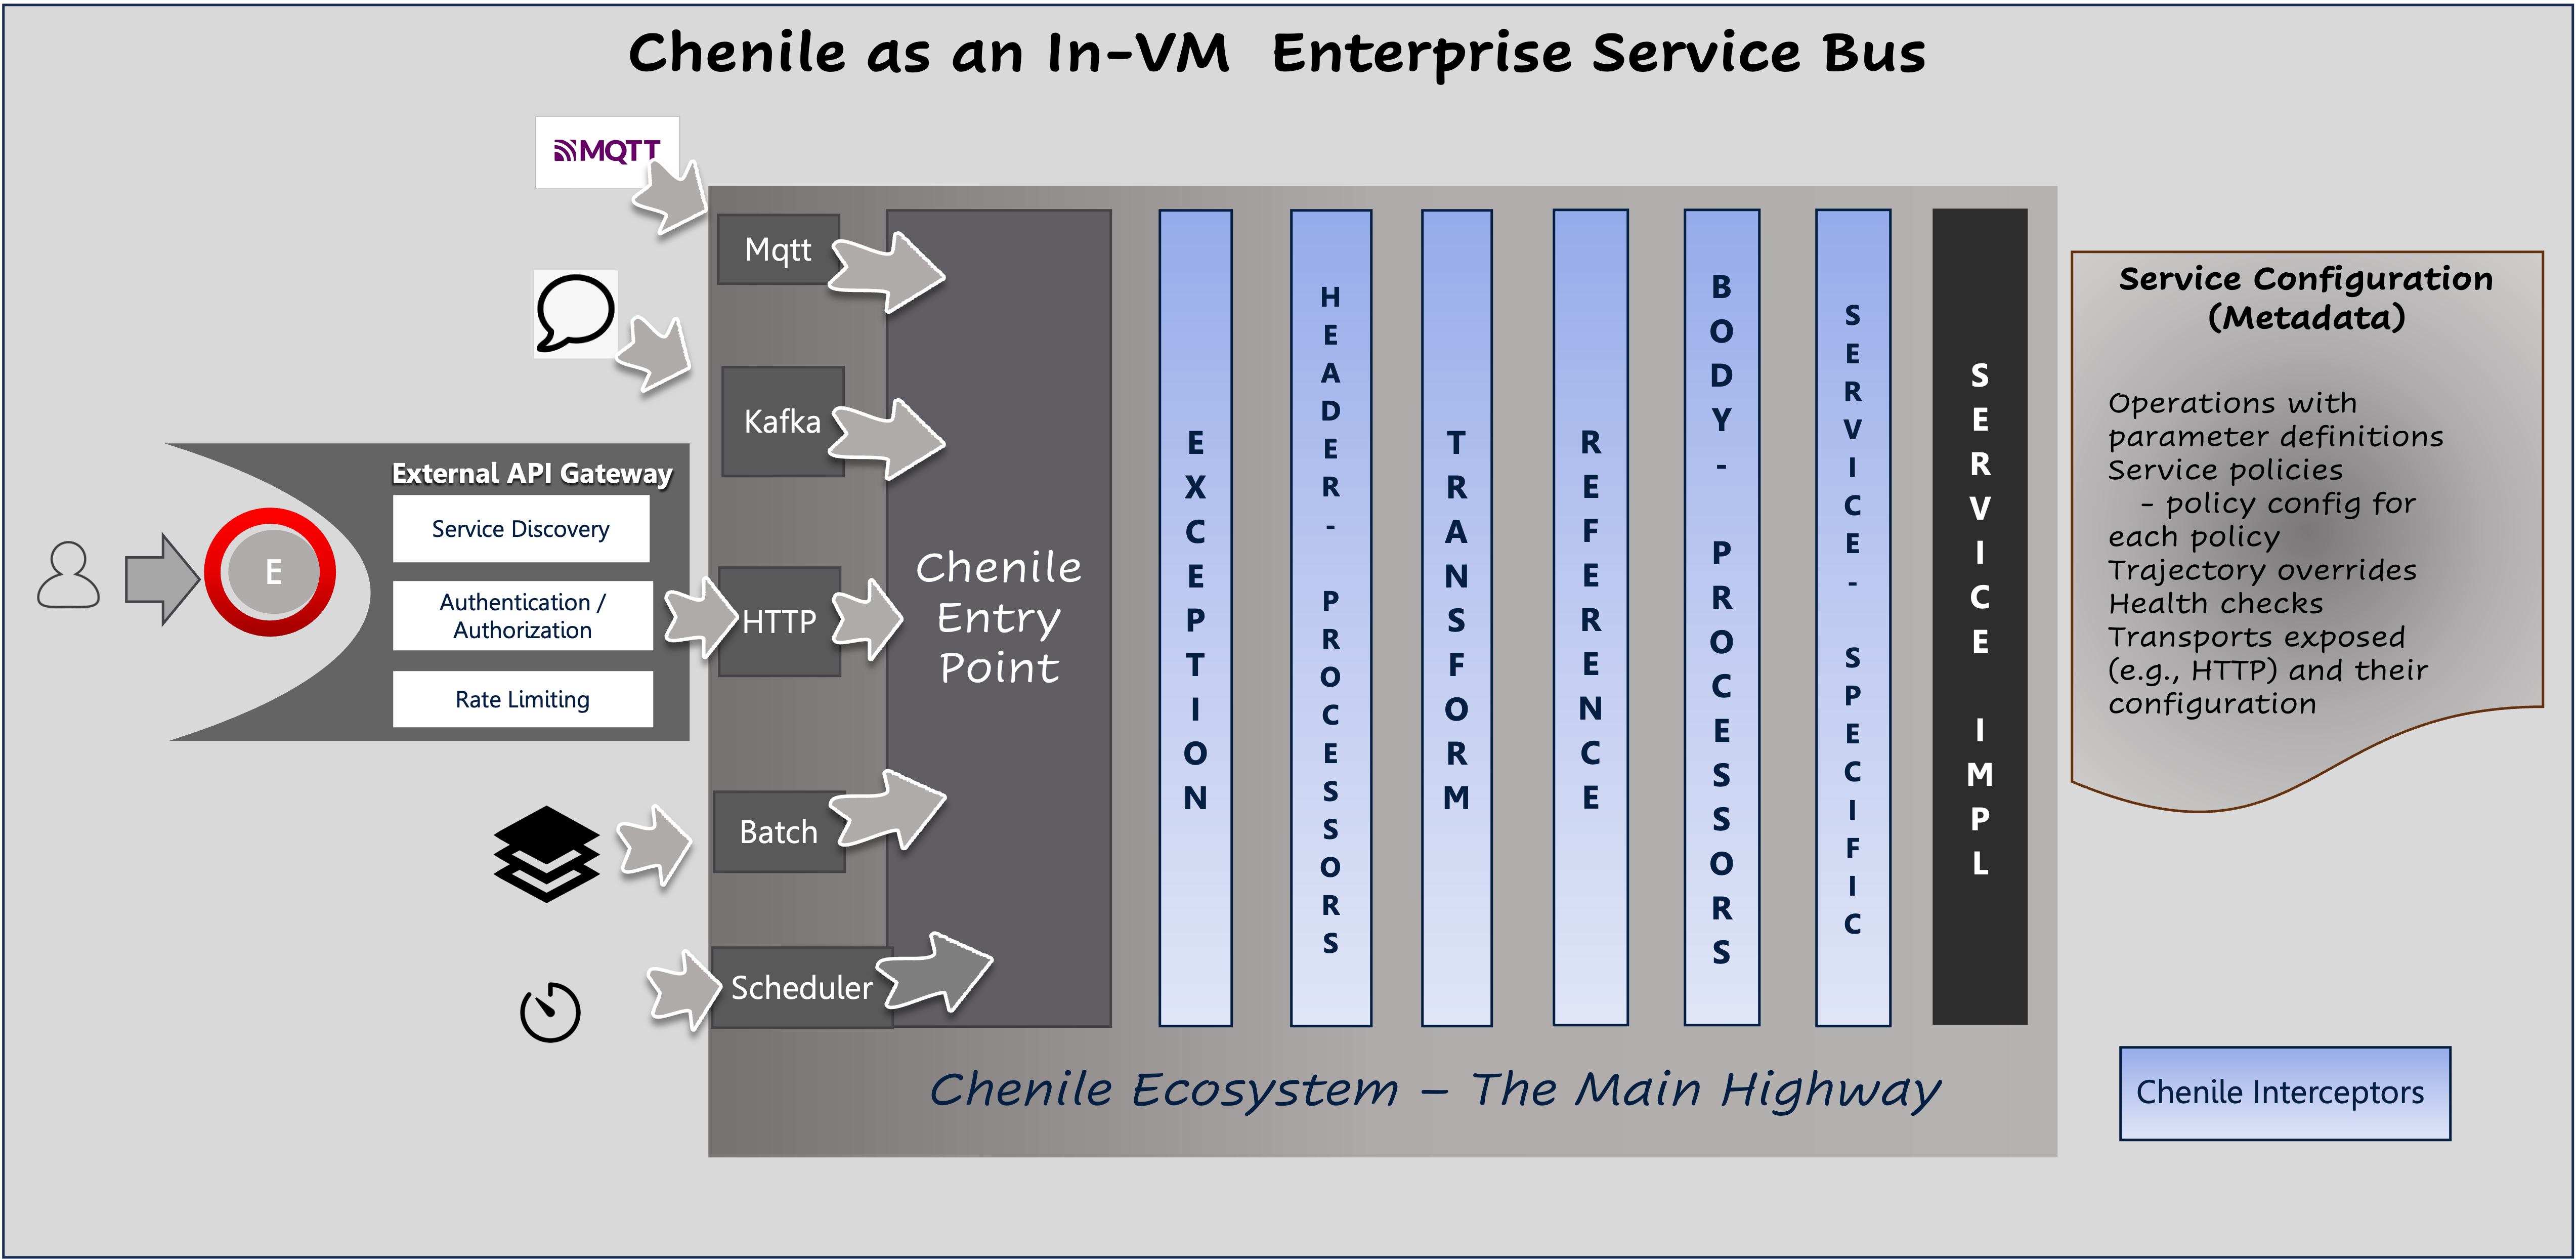 Chenile as an In-VM Enterprise Service Bus
MQTT
Mqtt
Kafka
External API Gateway
Service Discovery
Authentication /
Authorization
Rate Limiting
E
HTTP
Batch
Scheduler
Chenile
Entry
Point
EXCEPTION
HEADER- PROCESSORS
TRANSFORM
REFERENCE
BODY- PROCESSORS
SERVICE- SPECIFIC
SERVICE IMPL
Chenile Ecosystem – The Main Highway
Service Configuration
(Metadata)
Operations with
parameter definitions
Service policies
- policy config for
each policy
Trajectory overrides
Health checks
Transports exposed
(e.g., HTTP) and their
configuration
Chenile Interceptors